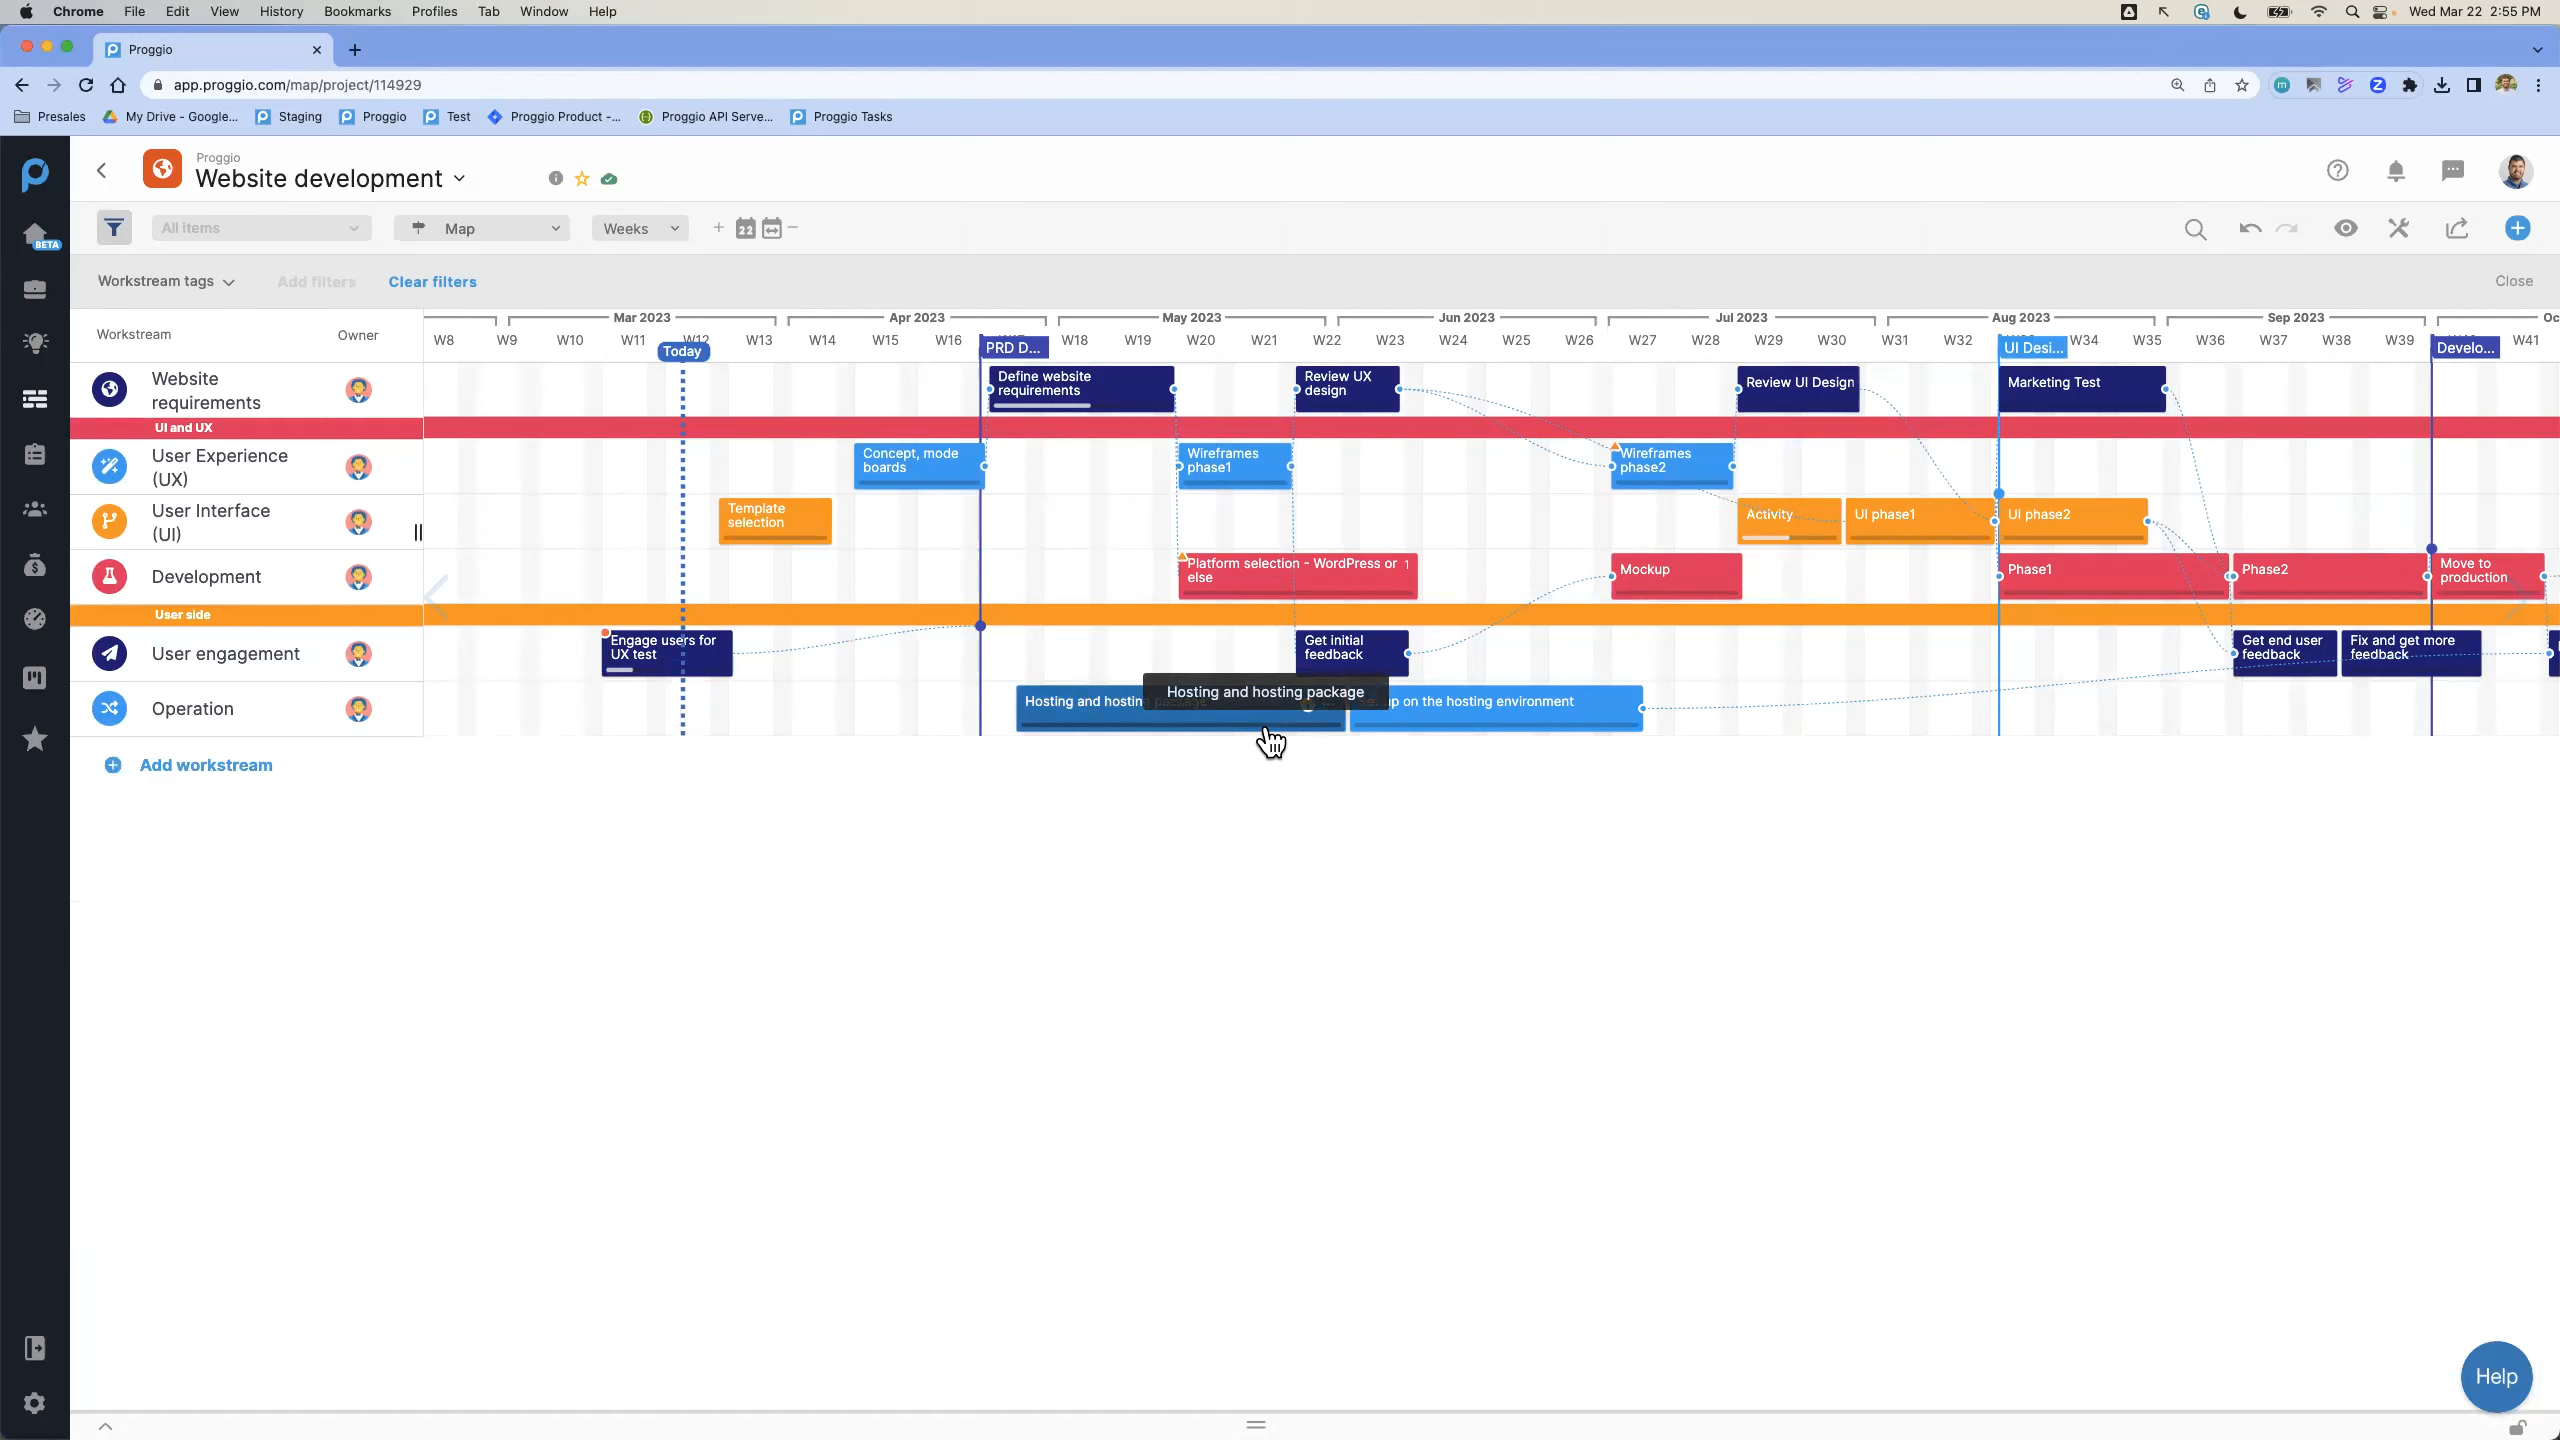 Chrome File Edit View History Bookmarks Profiles Tab Window Help Wed Mar 22 2:55 PM
Proggio
app.proggio.com/map/project/114929
Presales My Drive - Google... Staging Proggio Test Proggio Product -... Proggio API Serve... Proggio Tasks
Proggio
Website development
BETA
All items Map Weeks 22
Workstream tags Add filters Clear filters Close
Mar 2023 Apr 2023 May 2023 Jun 2023 Jul 2023 Aug 2023 Sep 2023 Oc
Workstream Owner
W8 W9 W10 W11 W12 W13 W14 W15 W16 W18 W19 W20 W21 W22 W23 W24 W25 W26 W27 W28 W29 W30 W31 W32 W34 W35 W36 W37 W38 W39 W41
Today PRD D... UI Desi... Develo...
Website
requirements
Define website
requirements
Review UX
design
Review UI Design
Marketing Test
UI and UX
User Experience
(UX)
Concept, mode
boards
Wireframes
phase1
Wireframes
phase2
User Interface
(UI)
Template
selection
Activity
UI phase1
UI phase2
Development
Platform selection - WordPress or 1
else
Mockup
Phase1
Phase2
Move to
production
User side
User engagement
Engage users for
UX test
Get initial
feedback
Get end user
feedback
Fix and get more
feedback
Operation
Hosting and hosting package
Hosting and hostin
up on the hosting environment
Add workstream
Help